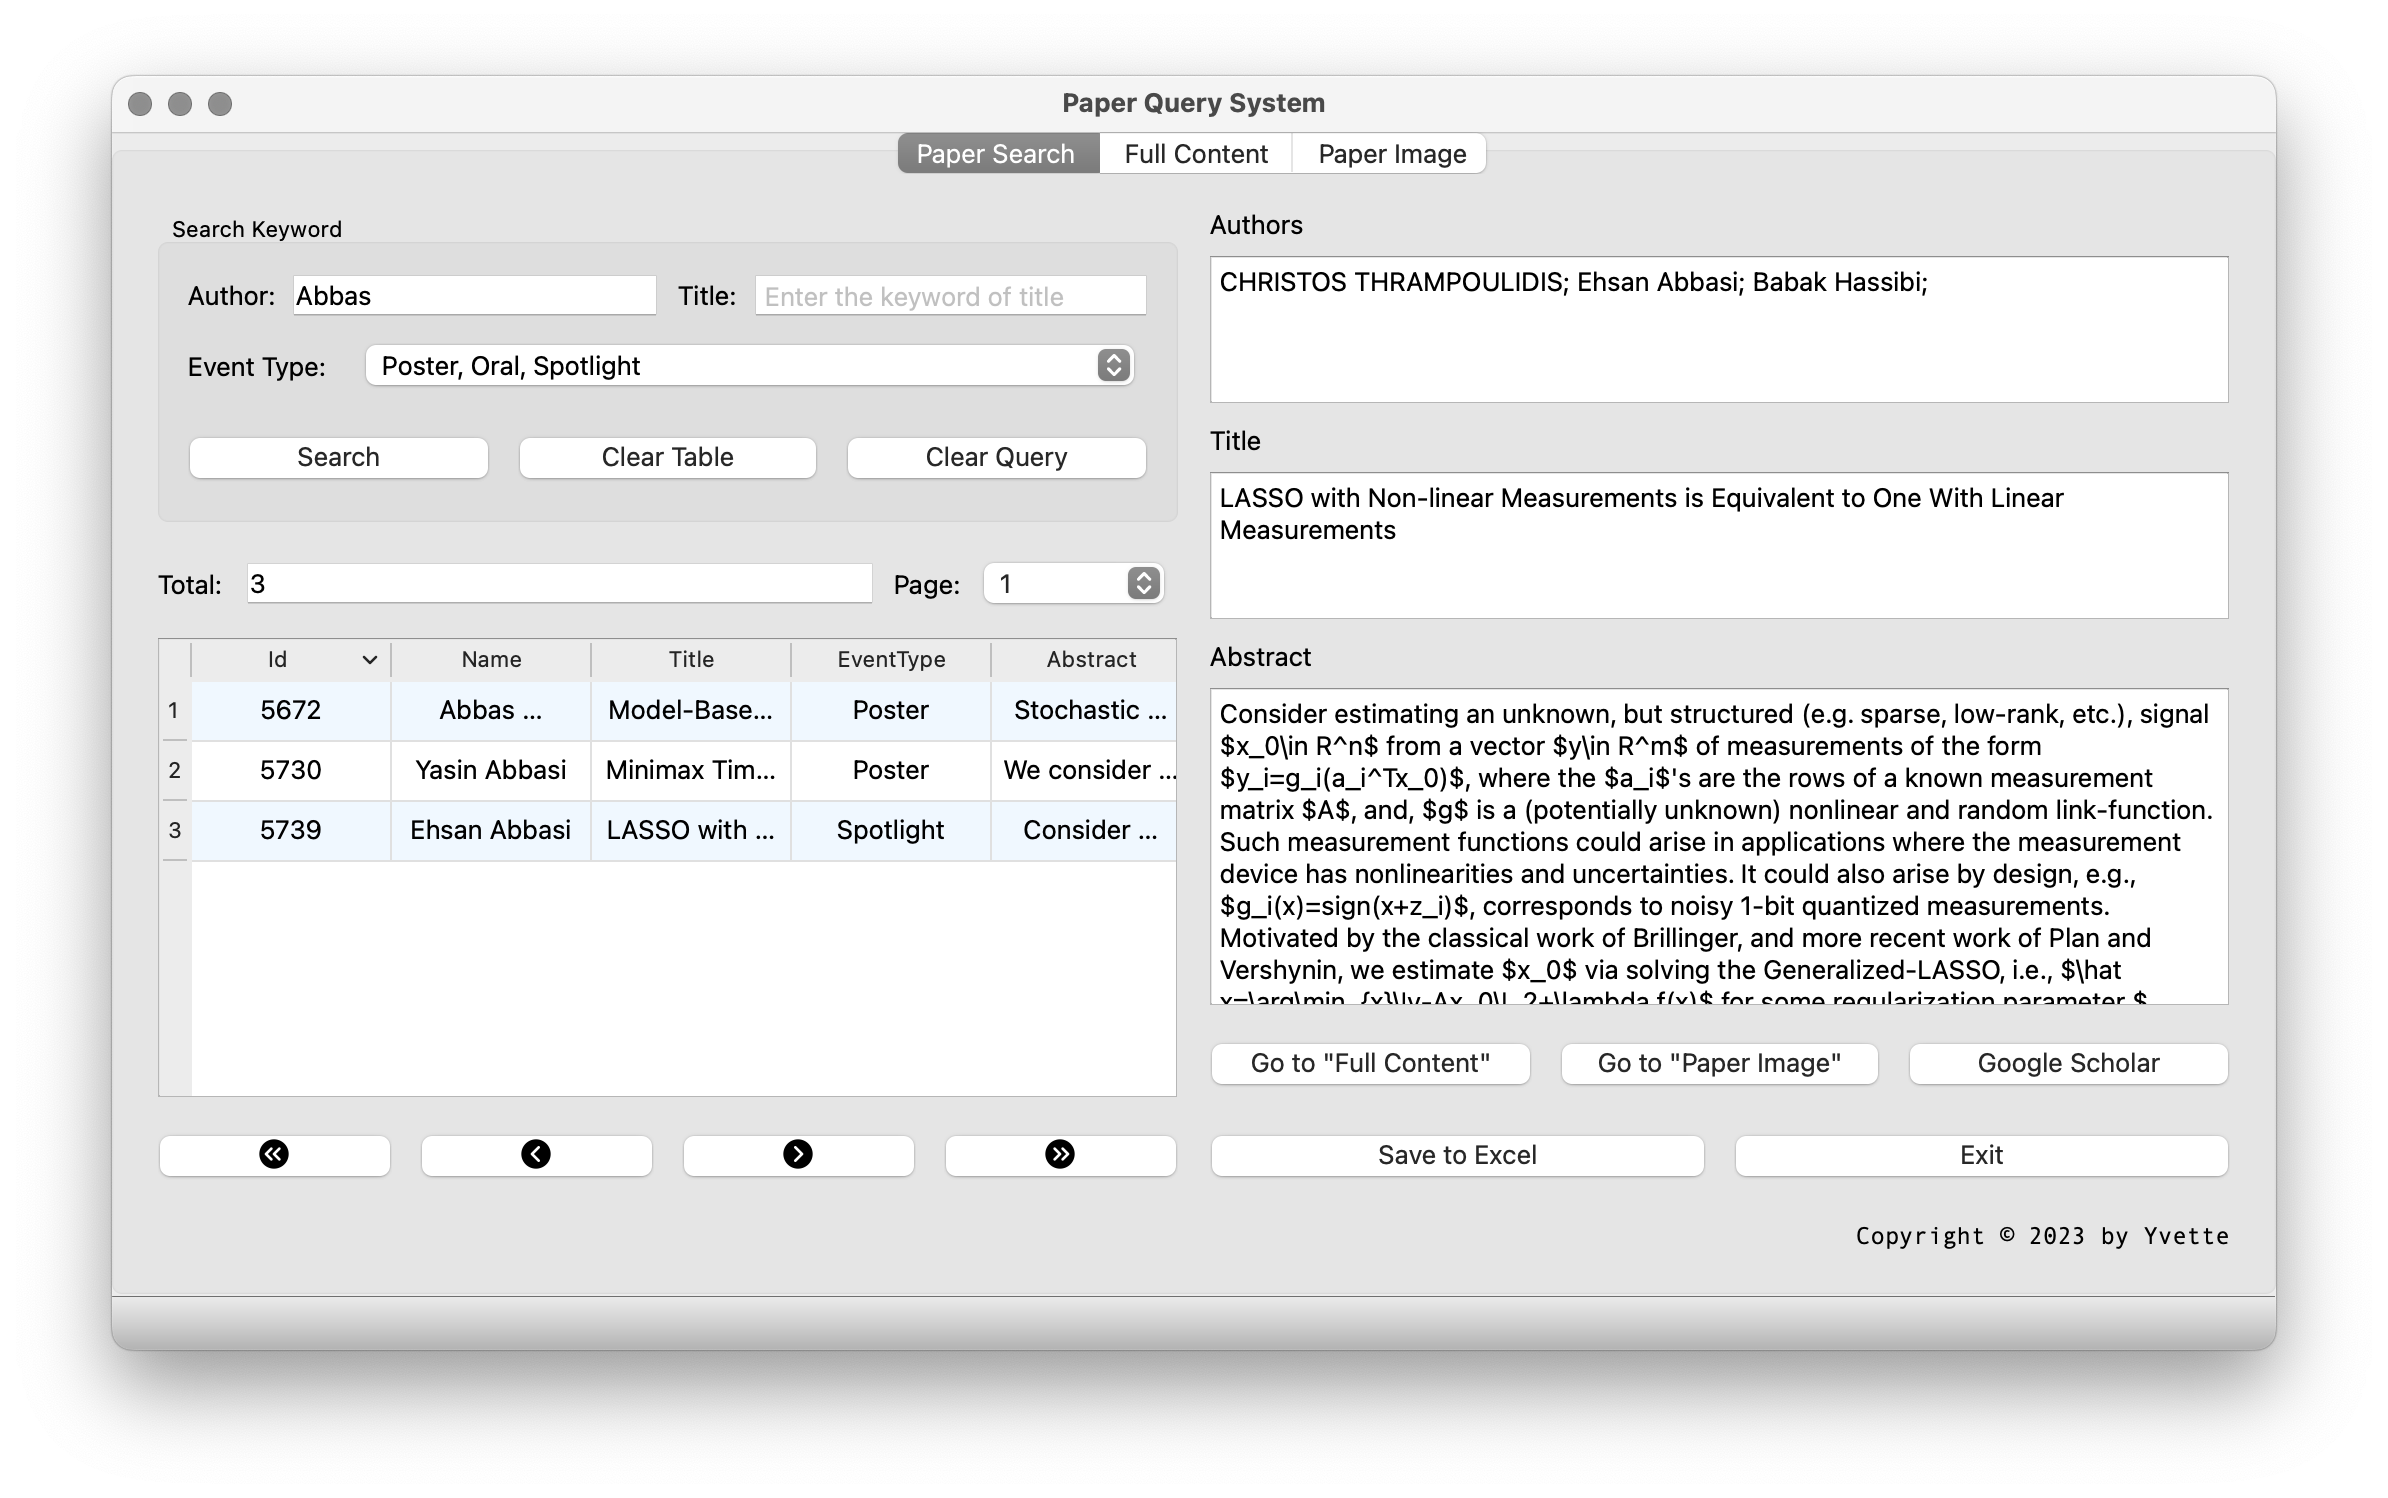 Paper Query System
Paper Search Full Content Paper Image
Search Keyword
Author: Abbas Title: Enter the keyword of title
Event Type: Poster, Oral, Spotlight
Search Clear Table Clear Query
Total: 3 Page: 1
Id Name Title EventType Abstract
1 5672 Abbas ... Model-Base... Poster Stochastic ...
2 5730 Yasin Abbasi Minimax Tim... Poster We consider ...
3 5739 Ehsan Abbasi LASSO with ... Spotlight Consider ...
Authors
CHRISTOS THRAMPOULIDIS; Ehsan Abbasi; Babak Hassibi;
Title
LASSO with Non-linear Measurements is Equivalent to One With Linear
Measurements
Abstract
Consider estimating an unknown, but structured (e.g. sparse, low-rank, etc.), signal
$x_0\in R^n$ from a vector $y\in R^m$ of measurements of the form
$y_i=g_i(a_i^Tx_0)$, where the $a_i$'s are the rows of a known measurement
matrix $A$, and, $g$ is a (potentially unknown) nonlinear and random link-function.
Such measurement functions could arise in applications where the measurement
device has nonlinearities and uncertainties. It could also arise by design, e.g.,
$g_i(x)=sign(x+z_i)$, corresponds to noisy 1-bit quantized measurements.
Motivated by the classical work of Brillinger, and more recent work of Plan and
Vershynin, we estimate $x_0$ via solving the Generalized-LASSO, i.e., $\hat
x=\arg\min_{x}\|y-Ax_0\|_2+\lambda f(x)$ for some regularization parameter $
Go to "Full Content" Go to "Paper Image" Google Scholar
Save to Excel Exit
Copyright © 2023 by Yvette